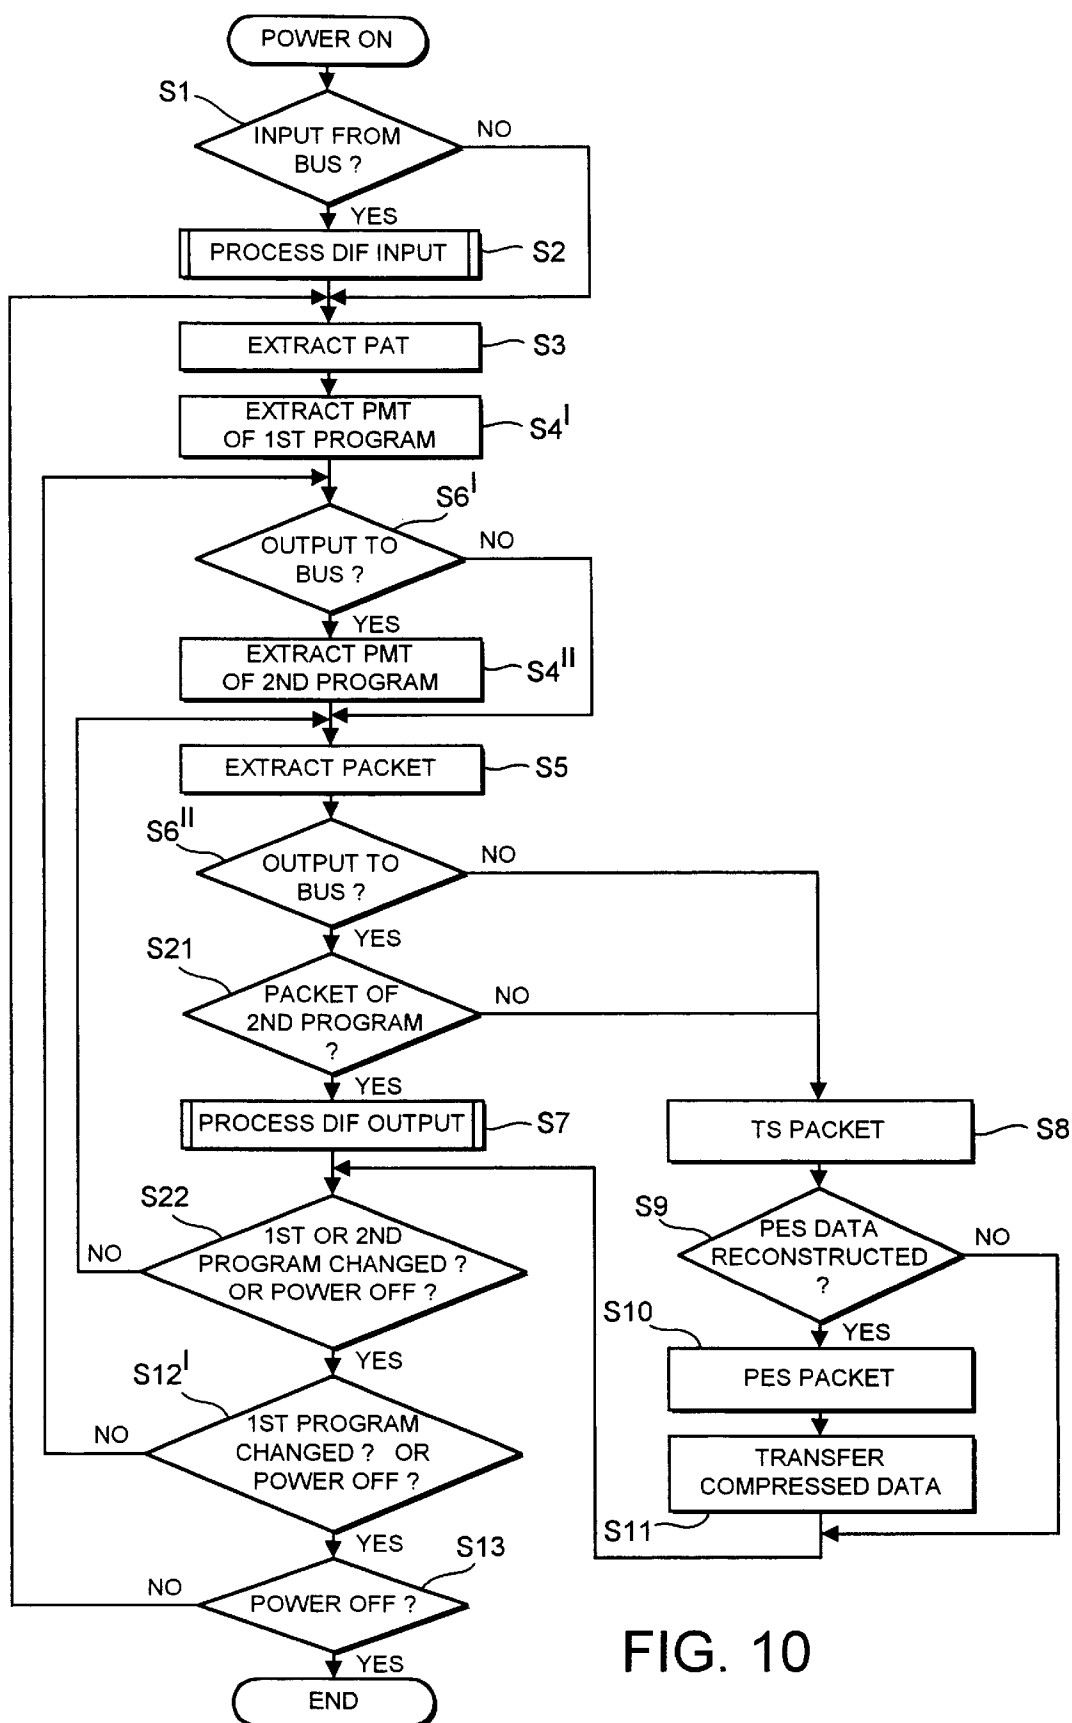 POWER ON
S1
INPUT FROM
BUS ?
NO
YES
PROCESS DIF INPUT
S2
EXTRACT PAT
S3
EXTRACT PMT
OF 1ST PROGRAM
S4I
S6I
OUTPUT TO
BUS ?
NO
YES
EXTRACT PMT
OF 2ND PROGRAM
S4II
EXTRACT PACKET
S5
S6II
OUTPUT TO
BUS ?
NO
YES
S21
PACKET OF
2ND PROGRAM
?
NO
YES
PROCESS DIF OUTPUT
S7
TS PACKET
S8
S9
PES DATA
RECONSTRUCTED
?
NO
YES
S10
PES PACKET
TRANSFER
COMPRESSED DATA
S11
S22
1ST OR 2ND
PROGRAM CHANGED ?
OR POWER OFF ?
NO
YES
S12I
1ST PROGRAM
CHANGED ? OR
POWER OFF ?
NO
YES
S13
POWER OFF ?
NO
YES
END
FIG. 10